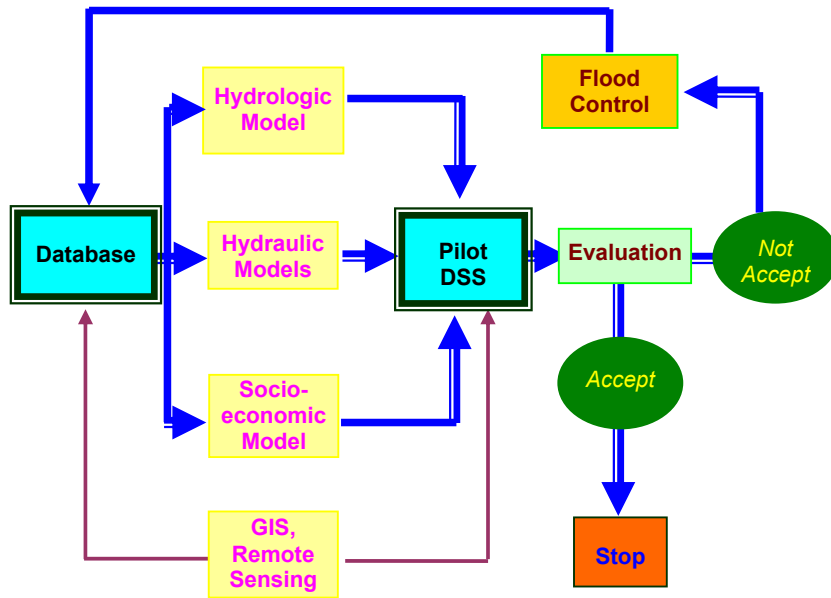 Flood
Control
Hydrologic
Model
Database
Hydraulic
Models
Pilot
DSS
Evaluation
Not
Accept
Socio-
economic
Model
Accept
GIS,
Remote
Sensing
Stop